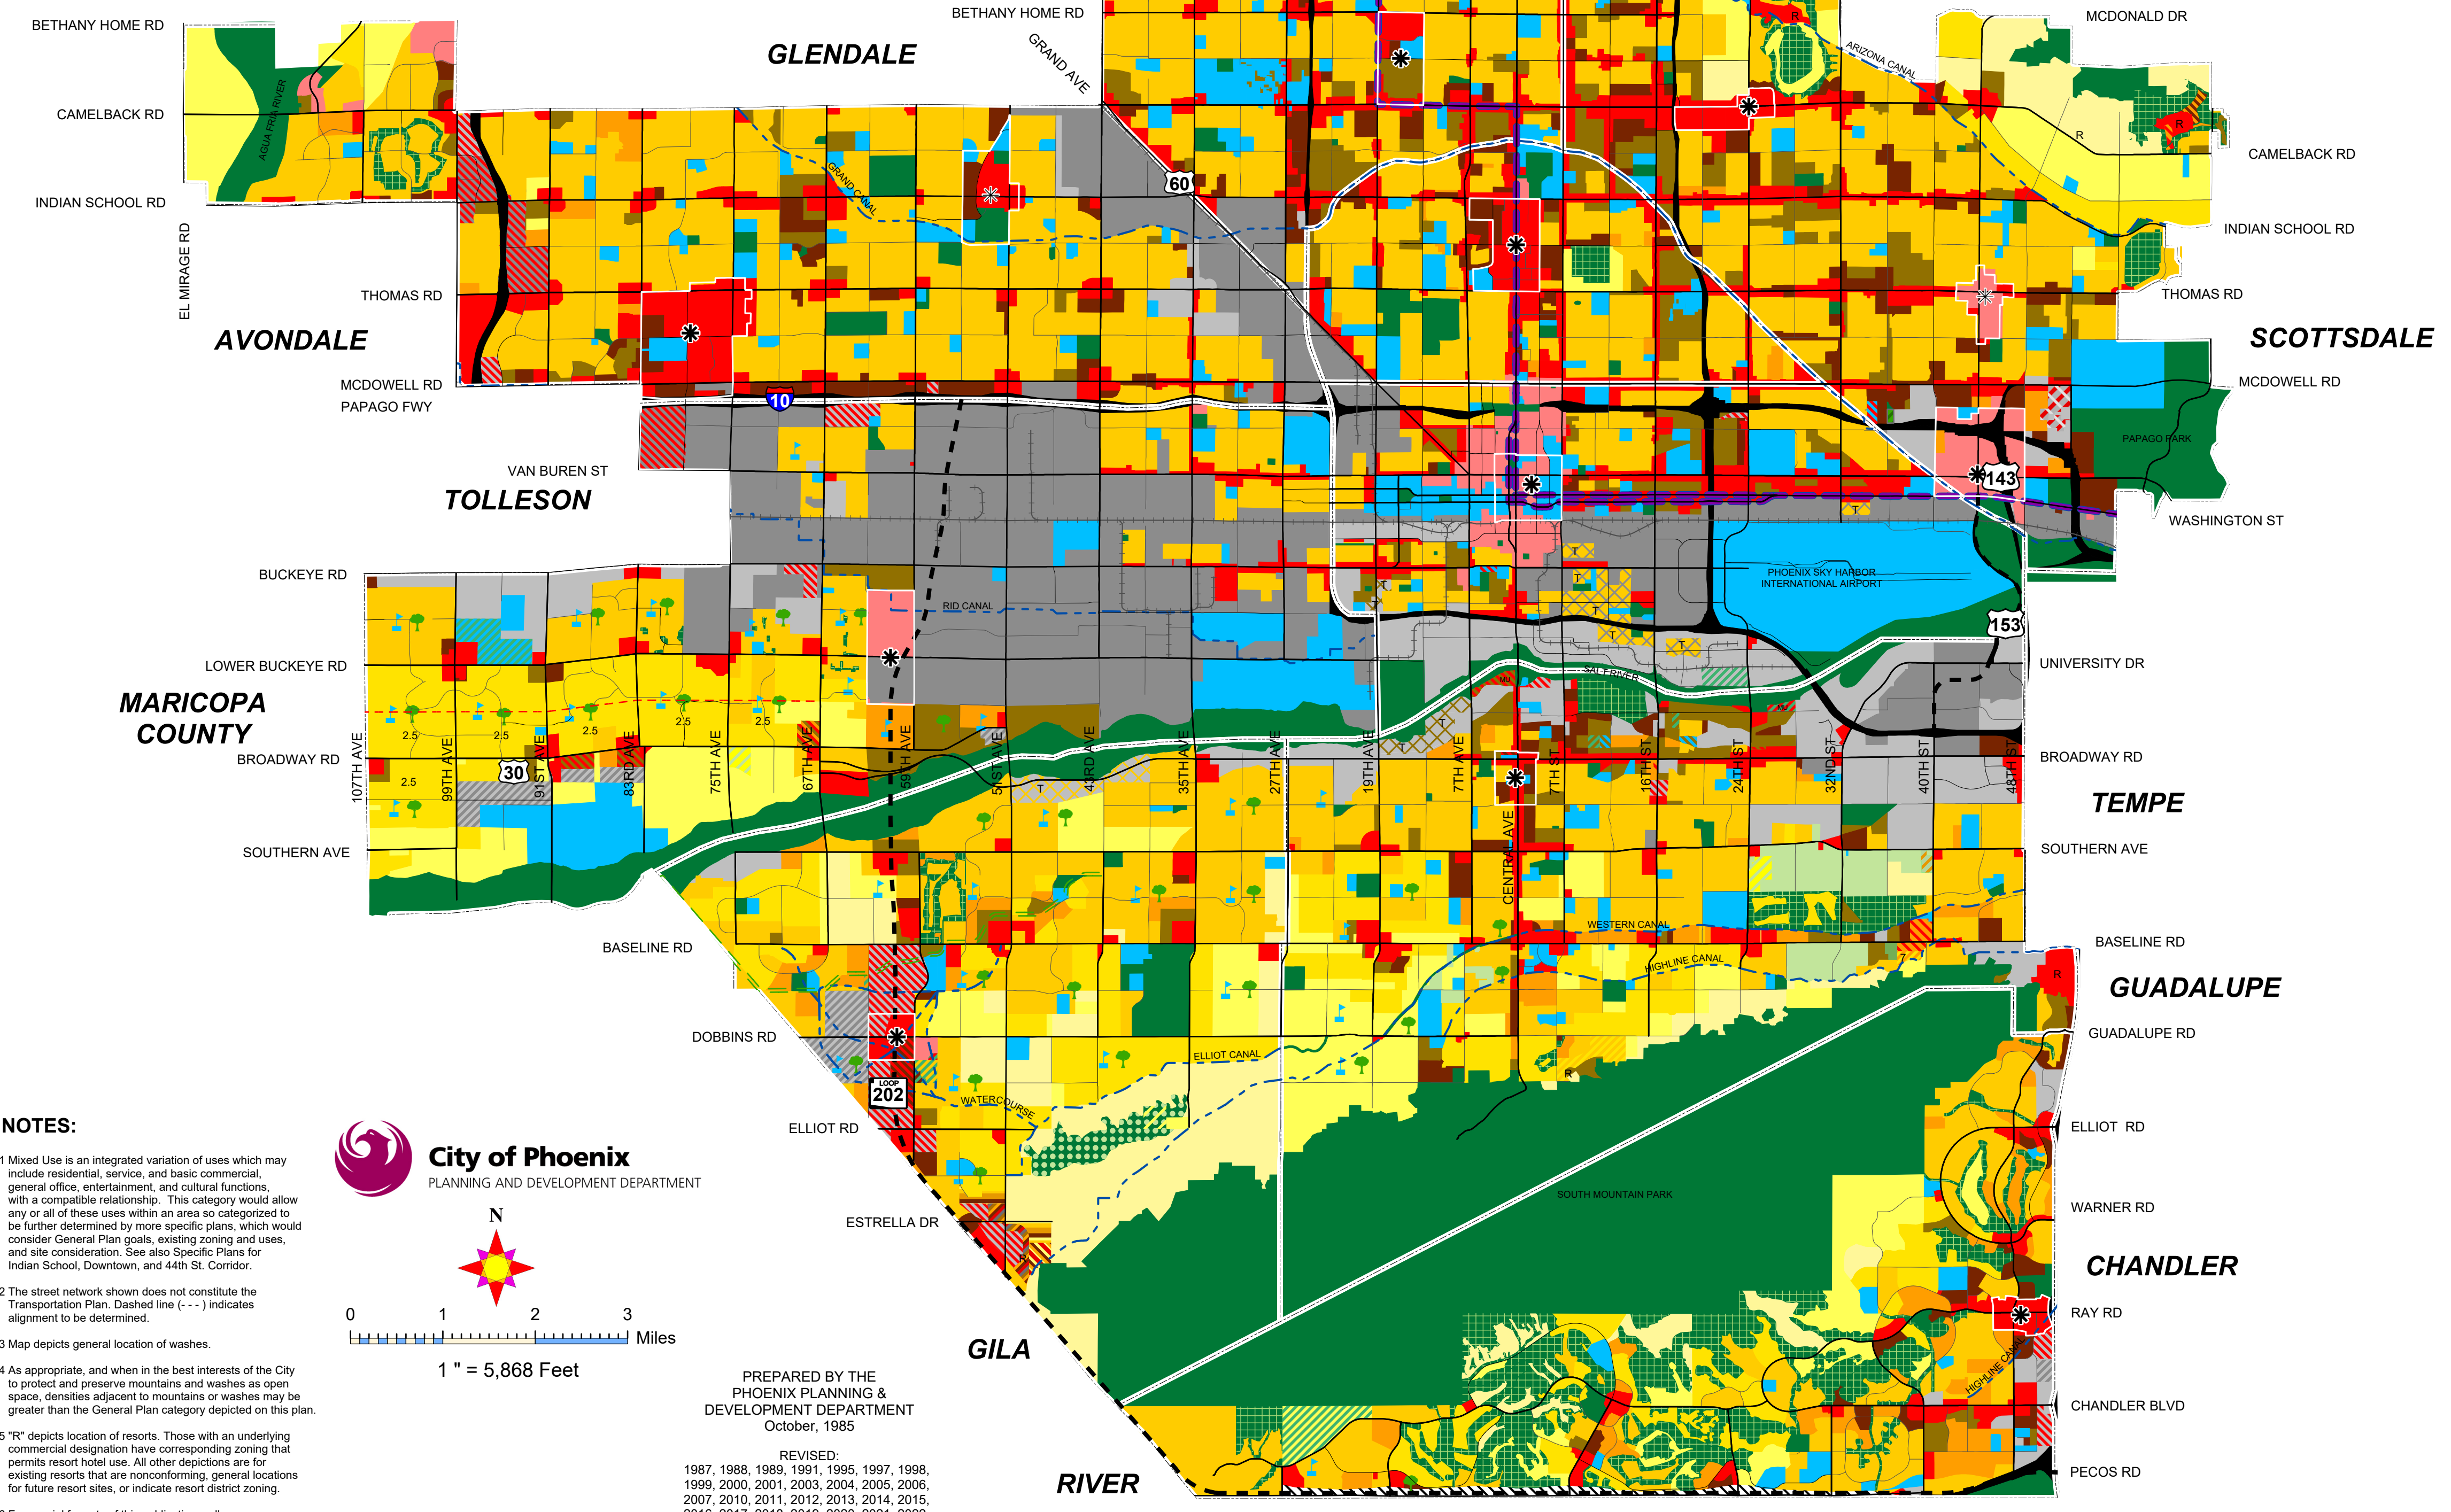 BETHANY HOME RD
MCDONALD DR
BETHANY HOME RD
R
ARIZONA CANAL
GRAND AVE
GLENDALE
AGUA FRIA RIVER
CAMELBACK RD
R
R
CAMELBACK RD
GRAND CANAL
60
INDIAN SCHOOL RD
INDIAN SCHOOL RD
EL MIRAGE RD
THOMAS RD
THOMAS RD
AVONDALE
SCOTTSDALE
MCDOWELL RD
MCDOWELL RD
PAPAGO FWY
10
PAPAGO PARK
VAN BUREN ST
143
TOLLESON
T
WASHINGTON ST
T
BUCKEYE RD
PHOENIX SKY HARBOR
INTERNATIONAL AIRPORT
T
T
RID CANAL
T
153
T
T
LOWER BUCKEYE RD
UNIVERSITY DR
SALT RIVER
MU
MU
MARICOPA
COUNTY
2.5
2.5
2.5
2.5
2.5
T
T
107TH AVE
99TH AVE
91ST AVE
83RD AVE
75TH AVE
67TH AVE
59TH AVE
51ST AVE
43RD AVE
35TH AVE
27TH AVE
19TH AVE
7TH AVE
CENTRAL AVE
7TH ST
16TH ST
24TH ST
32ND ST
40TH ST
48TH ST
BROADWAY RD
BROADWAY RD
30
2.5
T
TEMPE
SOUTHERN AVE
SOUTHERN AVE
WESTERN CANAL
BASELINE RD
BASELINE RD
HIGHLINE CANAL
7
R
GUADALUPE
DOBBINS RD
GUADALUPE RD
ELLIOT CANAL
R
LOOP
202
WATERCOURSE
ELLIOT RD
ELLIOT RD
NOTES:
City of Phoenix
PLANNING AND DEVELOPMENT DEPARTMENT
1 Mixed Use is an integrated variation of uses which may
include residential, service, and basic commercial,
general office, entertainment, and cultural functions,
with a compatible relationship. This category would allow
any or all of these uses within an area so categorized to
be further determined by more specific plans, which would
consider General Plan goals, existing zoning and uses,
and site consideration. See also Specific Plans for
Indian School, Downtown, and 44th St. Corridor.
SOUTH MOUNTAIN PARK
WARNER RD
N
ESTRELLA DR
R
CHANDLER
2 The street network shown does not constitute the
Transportation Plan. Dashed line (- - - ) indicates
alignment to be determined.
0 1 2 3
Miles
RAY RD
3 Map depicts general location of washes.
GILA
HIGHLINE CANAL
1 " = 5,868 Feet
4 As appropriate, and when in the best interests of the City
to protect and preserve mountains and washes as open
space, densities adjacent to mountains or washes may be
greater than the General Plan category depicted on this plan.
PREPARED BY THE
PHOENIX PLANNING &
DEVELOPMENT DEPARTMENT
October, 1985
CHANDLER BLVD
5 "R" depicts location of resorts. Those with an underlying
commercial designation have corresponding zoning that
permits resort hotel use. All other depictions are for
existing resorts that are nonconforming, general locations
for future resort sites, or indicate resort district zoning.
REVISED:
1987, 1988, 1989, 1991, 1995, 1997, 1998,
1999, 2000, 2001, 2003, 2004, 2005, 2006,
2007, 2010, 2011, 2012, 2013, 2014, 2015,
RIVER
PECOS RD